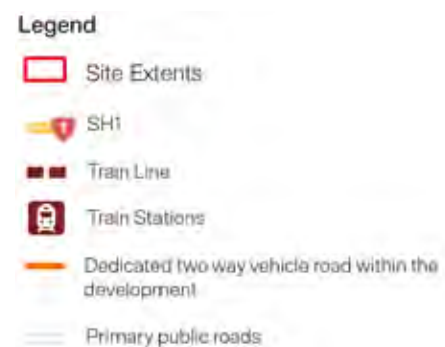 Legend
Site Extents
1 SH1
Train Line
Train Stations
Dedicated two way vehicle road within the
development
Primary public roads